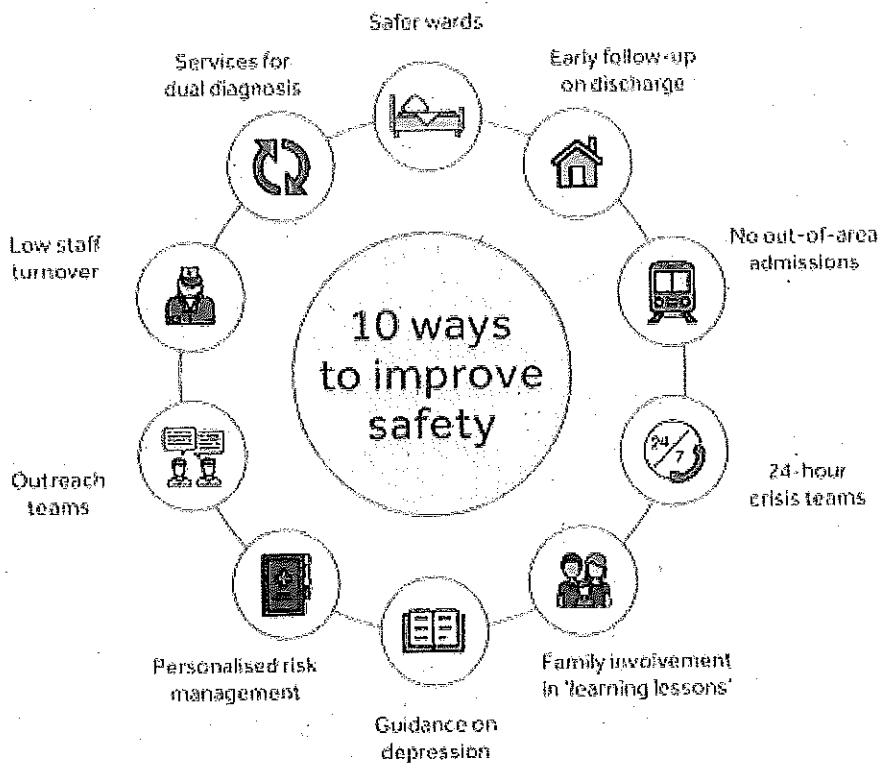 Safer wards
Early follow-up
on discharge
No out-of-area
admissions
24/7
24-hour
crisis teams
Family involvement
in 'learning lessons'
Guidance on
depression
Personalised risk
management
Outreach
teams
Low staff
turnover
Services for
dual diagnosis
10 ways
to improve
safety